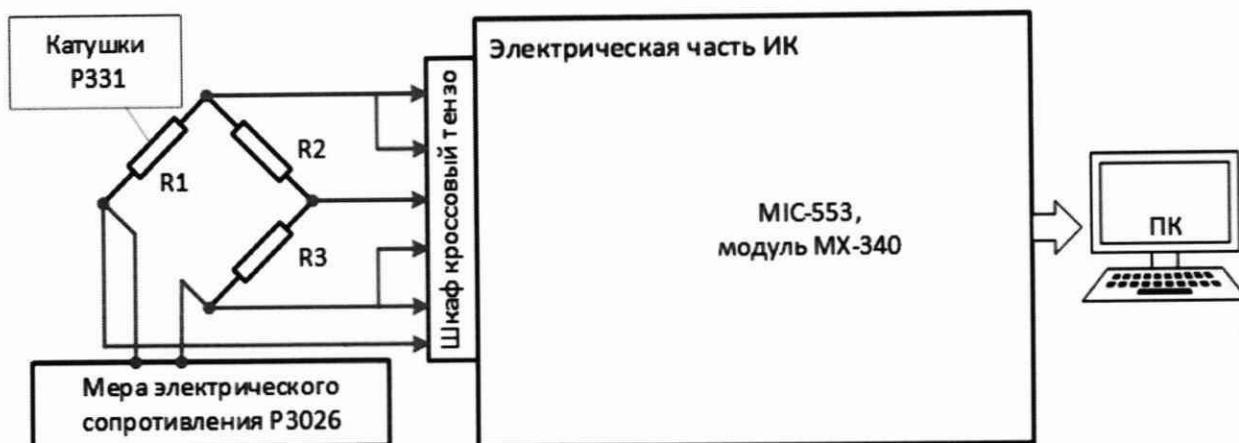 Катушки
Р331
R1
R2
R3
Шкаф кроссовый тензо
Электрическая часть ИК
MIC-553,
модуль МХ-340
ПК
Мера электрического
сопротивления Р3026